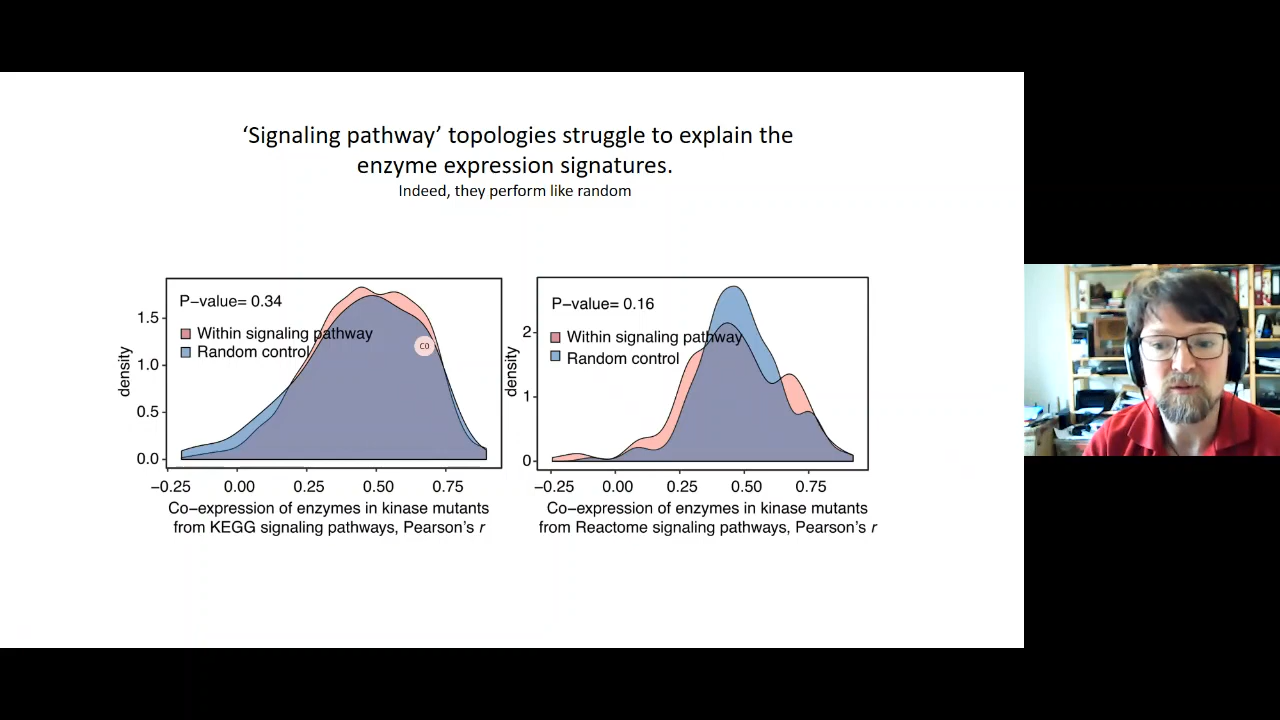 ‘Signaling pathway’ topologies struggle to explain the
enzyme expression signatures.
Indeed, they perform like random
P-value= 0.34
Within signaling pathway
Random control
CO
density
1.5
1.0
0.5
0.0
−0.25 0.00 0.25 0.50 0.75
Co−expression of enzymes in kinase mutants
from KEGG signaling pathways, Pearson's r
P-value= 0.16
Within signaling pathway
Random control
density
2
1
0
−0.25 0.00 0.25 0.50 0.75
Co−expression of enzymes in kinase mutants
from Reactome signaling pathways, Pearson's r